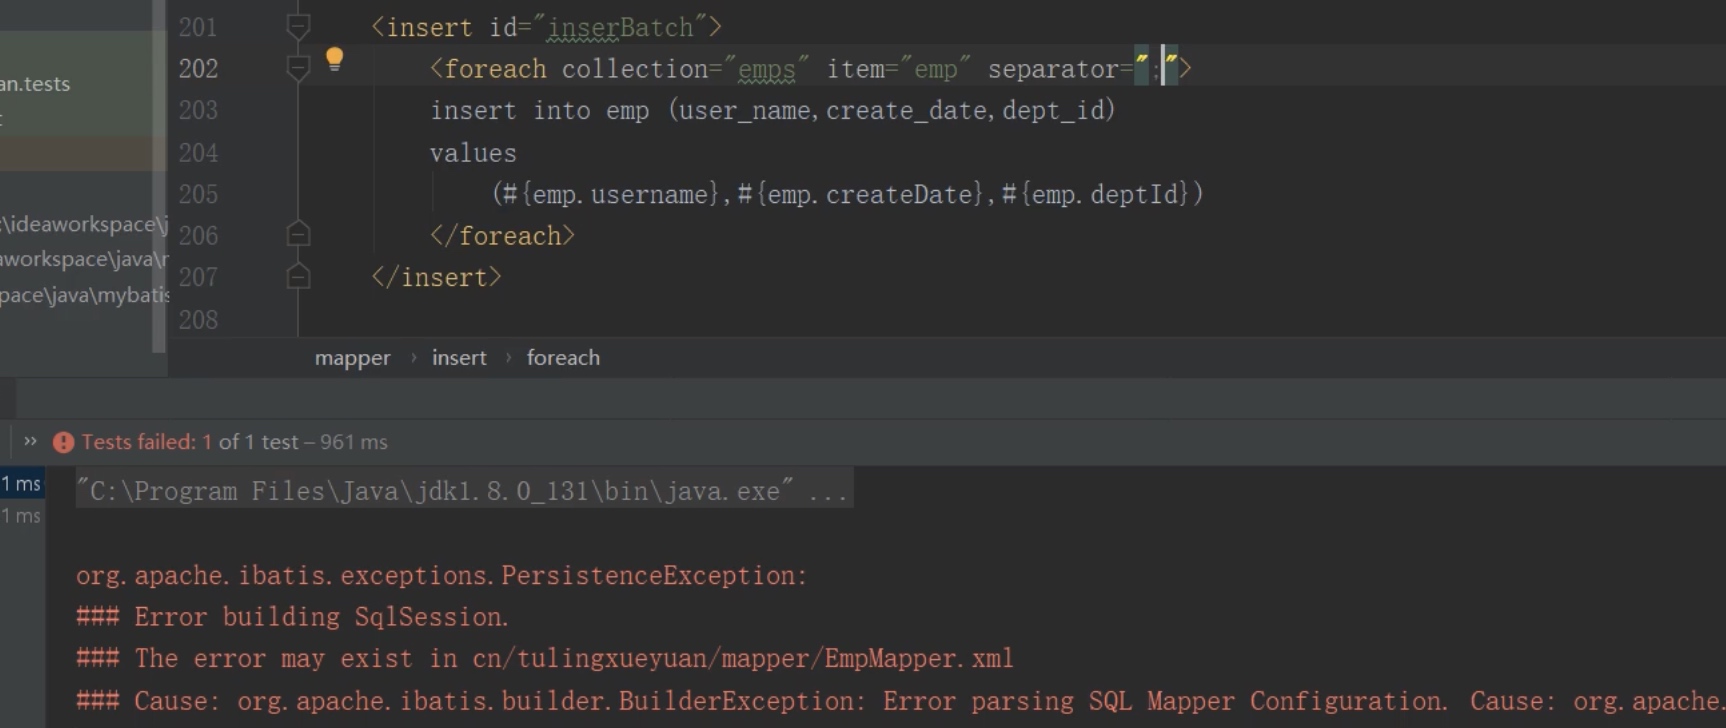 201 <insert id="inserBatch">
an.tests
202 <foreach collection="emps" item="emp" separator=";">
203 insert into emp (user_name,create_date,dept_id)
204 values
205 (#{emp.username},#{emp.createDate},#{emp.deptId})
:\ideaworkspace\j
206 </foreach>
aworkspace\java\r
207 </insert>
pace\java\mybatis
208
mapper › insert › foreach
» Tests failed: 1 of 1 test – 961 ms
1 ms
"C:\Program Files\Java\jdk1.8.0_131\bin\java.exe" ...
1 ms
org.apache.ibatis.exceptions.PersistenceException:
### Error building SqlSession.
### The error may exist in cn/tulingxueyuan/mapper/EmpMapper.xml
### Cause: org.apache.ibatis.builder.BuilderException: Error parsing SQL Mapper Configuration. Cause: org.apache.